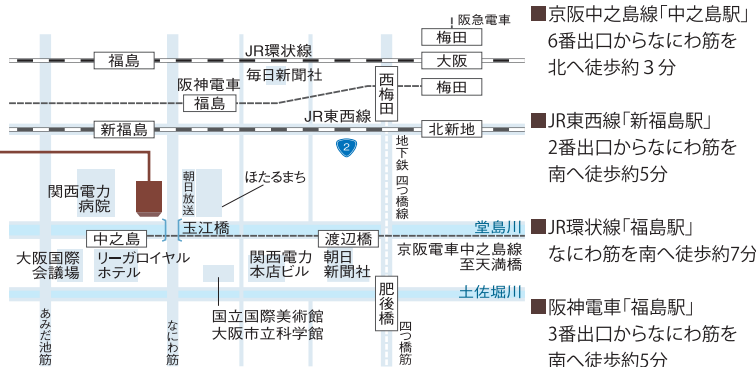 阪急電車
梅田
JR環状線
福島
大阪
毎日新聞社
阪神電車
西梅田
梅田
福島
JR東西線
新福島
北新地
2
地下鉄 四つ橋線
関西電力
病院
朝日放送
ほたるまち
玉江橋
堂島川
中之島
渡辺橋
京阪電車中之島線
至天満橋
大阪国際
会議場
リーガロイヤル
ホテル
関西電力
本店ビル
朝日
新聞社
肥後橋
土佐堀川
国立国際美術館
大阪市立科学館
あみだ池筋
なにわ筋
四つ橋筋
■京阪中之島線「中之島駅」
6番出口からなにわ筋を
北へ徒歩約３分
■JR東西線「新福島駅」
2番出口からなにわ筋を
南へ徒歩約5分
■JR環状線「福島駅」
なにわ筋を南へ徒歩約7分
■阪神電車「福島駅」
3番出口からなにわ筋を
南へ徒歩約5分